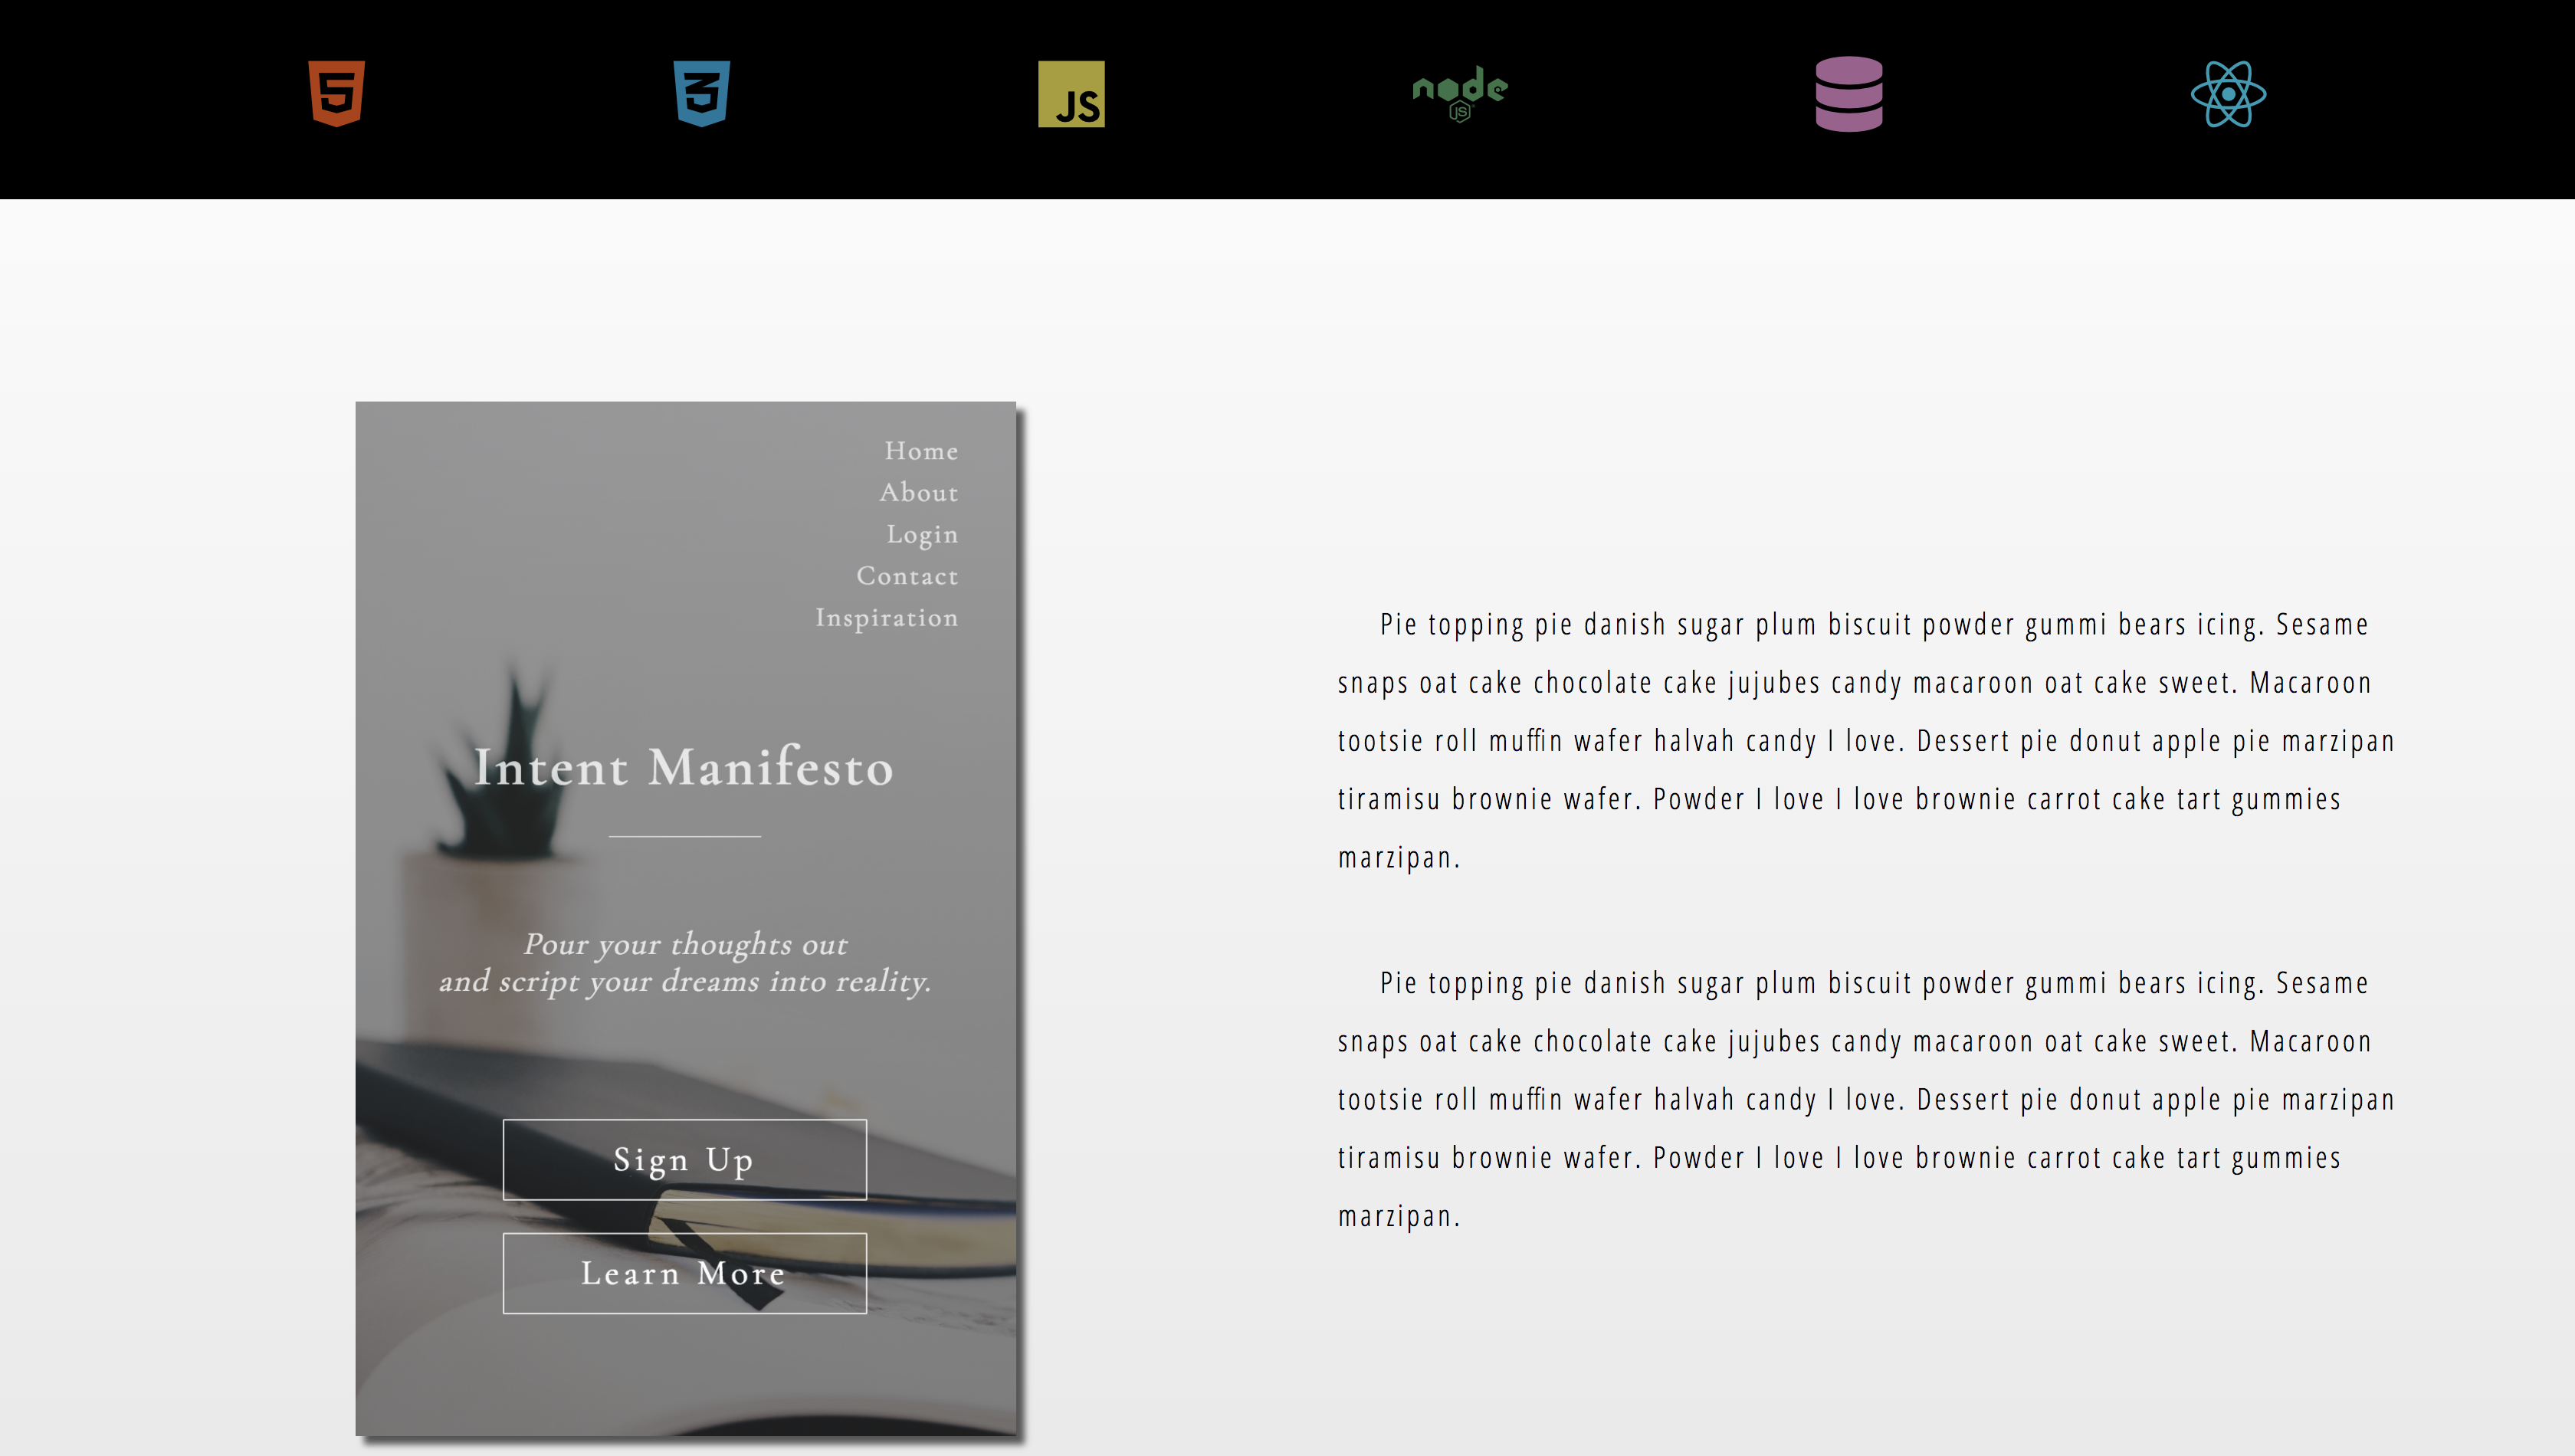 5
3
JS
node
JS
Home
About
Login
Contact
Inspiration
Intent Manifesto
Pour your thoughts out
and script your dreams into reality.
Sign Up
Learn More
Pie topping pie danish sugar plum biscuit powder gummi bears icing. Sesame
snaps oat cake chocolate cake jujubes candy macaroon oat cake sweet. Macaroon
tootsie roll muffin wafer halvah candy I love. Dessert pie donut apple pie marzipan
tiramisu brownie wafer. Powder I love I love brownie carrot cake tart gummies
marzipan.
Pie topping pie danish sugar plum biscuit powder gummi bears icing. Sesame
snaps oat cake chocolate cake jujubes candy macaroon oat cake sweet. Macaroon
tootsie roll muffin wafer halvah candy I love. Dessert pie donut apple pie marzipan
tiramisu brownie wafer. Powder I love I love brownie carrot cake tart gummies
marzipan.